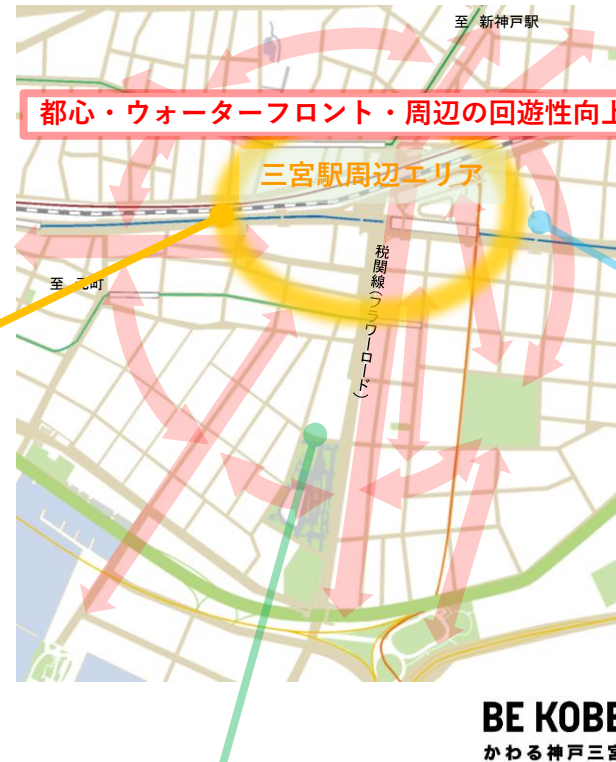 至 新神戸駅
都心・ウォーターフロント・周辺の回遊性向上
三宮駅周辺エリア
税関線(フラワーロード)
至 元町
BE KOBE
かわる神戸三宮